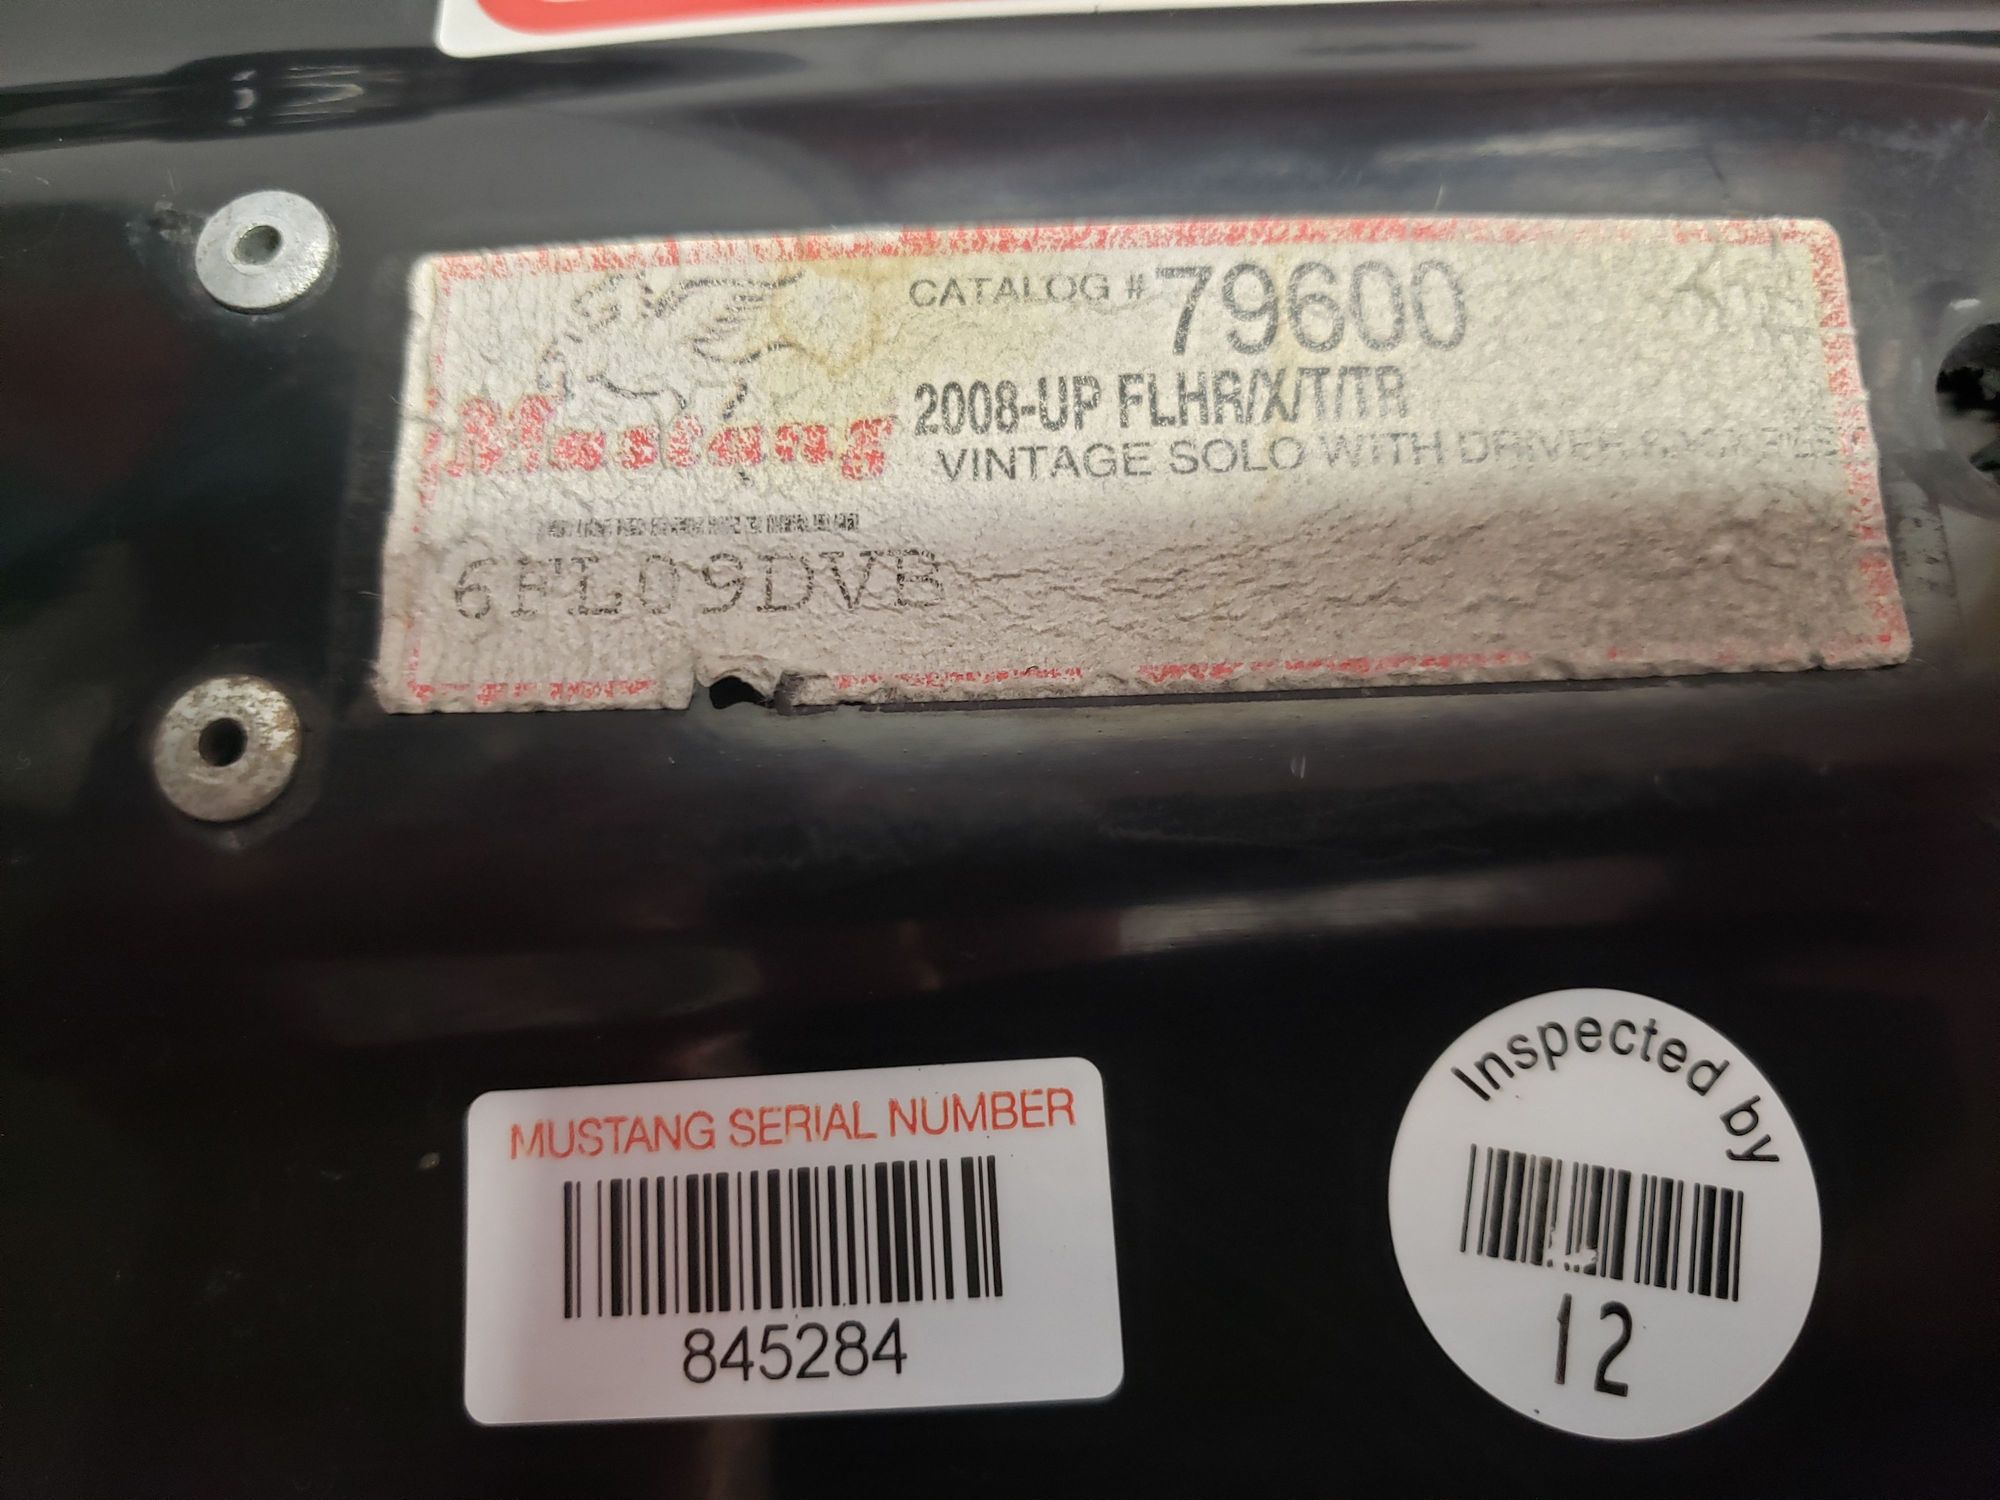 CATALOG # 79600
Mustang
2008-UP FLHR/X/T/TR
VINTAGE SOLO WITH DRIVER
6FL09DVB
MUSTANG SERIAL NUMBER
845284
Inspected by
12